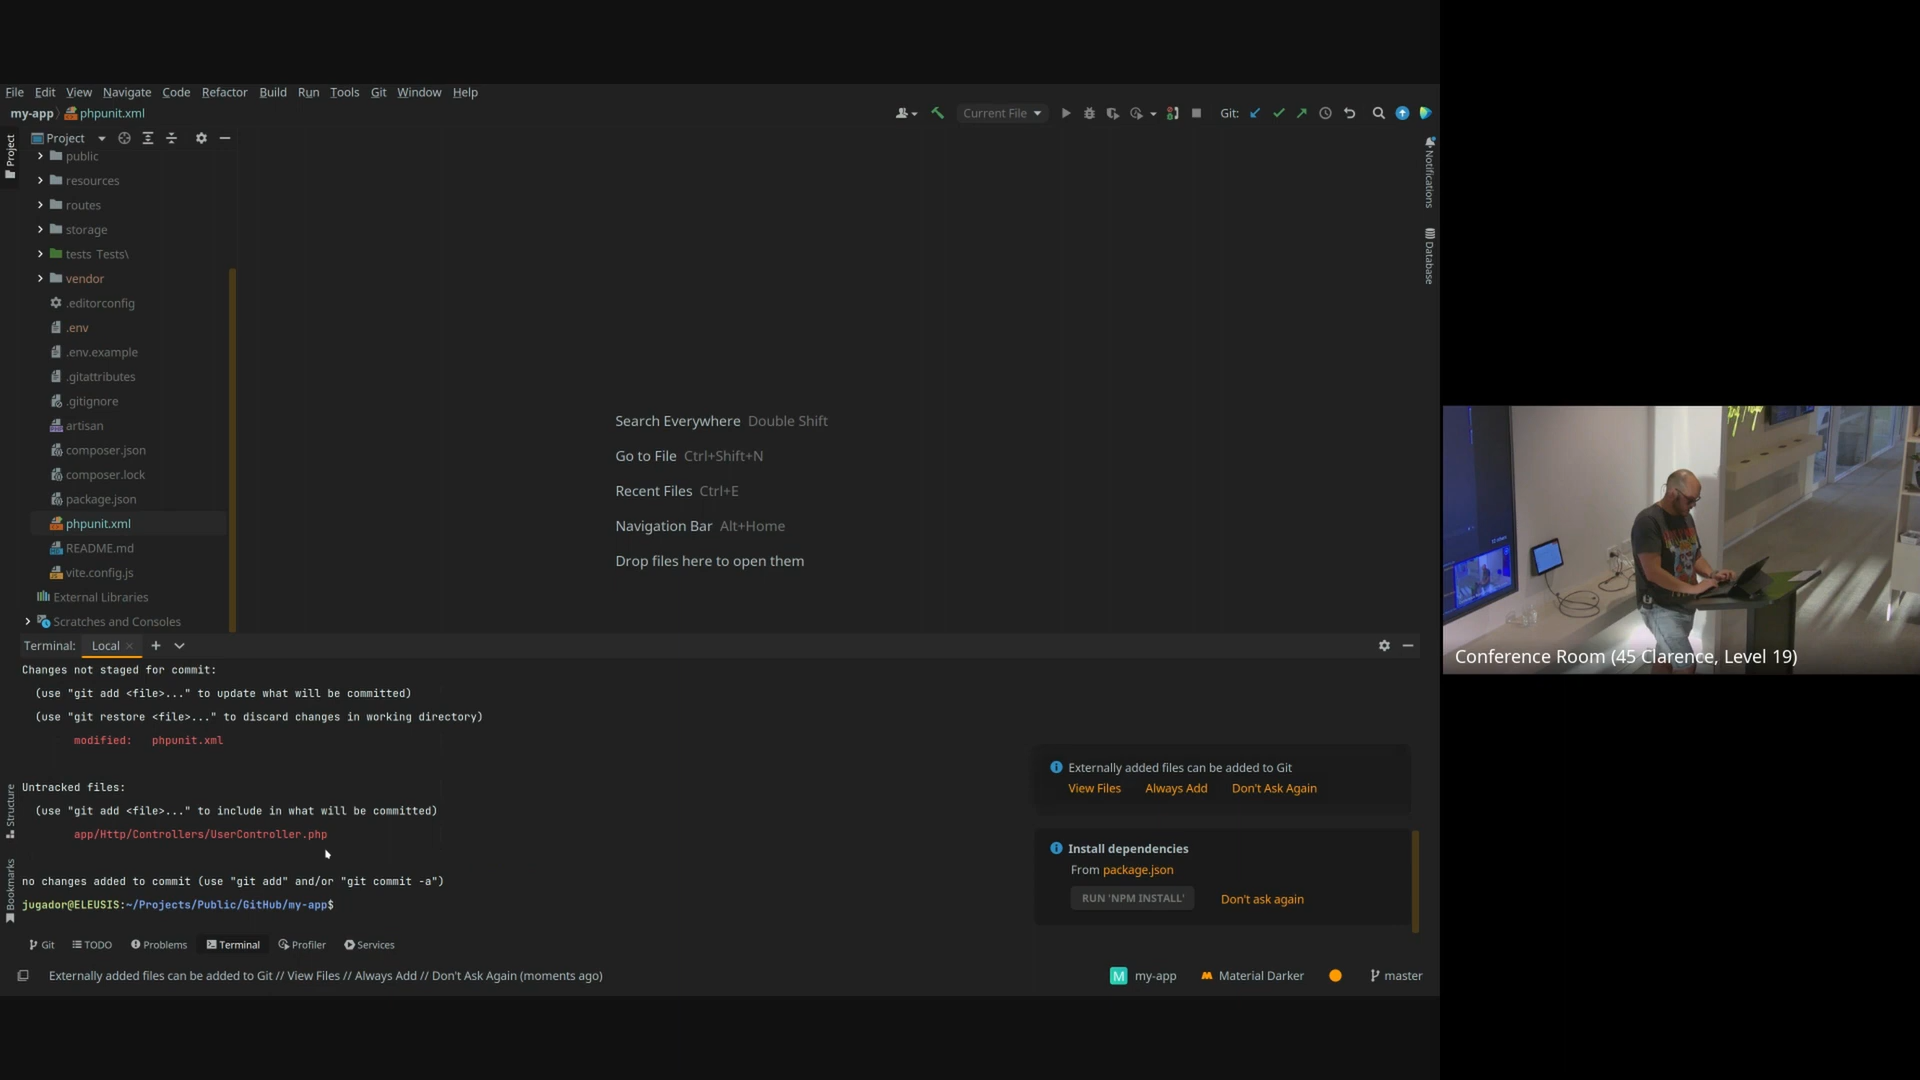 File Edit View Navigate Code Refactor Build Run Tools Git Window Help
my-app phpunit.xml
Current File
Git:
Project
Project
public
resources
routes
storage
tests Tests\
vendor
.editorconfig
.env
.env.example
.gitattributes
.gitignore
artisan
composer.json
composer.lock
package.json
phpunit.xml
README.md
vite.config.js
External Libraries
Scratches and Consoles
Search Everywhere Double Shift
Go to File Ctrl+Shift+N
Recent Files Ctrl+E
Navigation Bar Alt+Home
Drop files here to open them
Notifications
Database
Terminal: Local
Changes not staged for commit:
(use "git add <file>..." to update what will be committed)
(use "git restore <file>..." to discard changes in working directory)
modified: phpunit.xml
Untracked files:
(use "git add <file>..." to include in what will be committed)
app/Http/Controllers/UserController.php
no changes added to commit (use "git add" and/or "git commit -a")
jugador@ELEUSIS:~/Projects/Public/GitHub/my-app$
Structure
Bookmarks
Externally added files can be added to Git
View Files Always Add Don't Ask Again
Install dependencies
From package.json
RUN 'NPM INSTALL' Don't ask again
Git TODO Problems Terminal Profiler Services
Externally added files can be added to Git // View Files // Always Add // Don't Ask Again (moments ago)
M my-app Material Darker master
Conference Room (45 Clarence, Level 19)